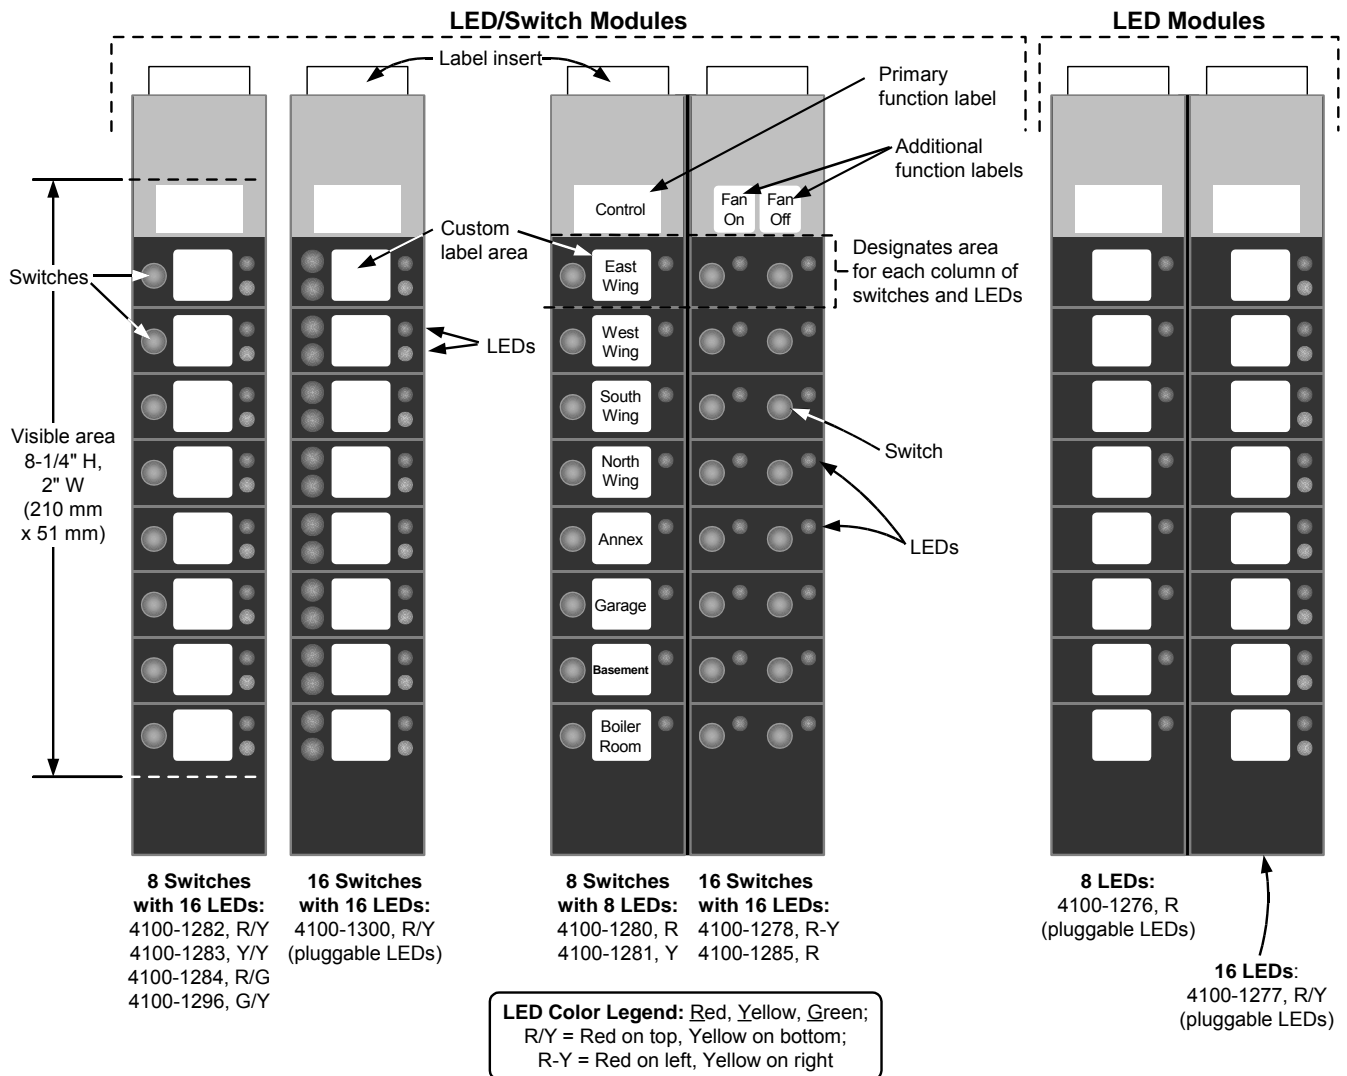 LED/Switch Modules
LED Modules
Label insert
Primary
function label
Additional
function labels
Control
Fan
On
Fan
Off
Custom
label area
Designates area
for each column of
switches and LEDs
Switches
East
Wing
West
Wing
LEDs
South
Wing
Switch
Visible area
8-1/4" H,
2" W
(210 mm
x 51 mm)
North
Wing
Annex
LEDs
Garage
Basement
Boiler
Room
8 Switches
with 16 LEDs:
4100-1282, R/Y
4100-1283, Y/Y
4100-1284, R/G
4100-1296, G/Y
16 Switches
with 16 LEDs:
4100-1300, R/Y
(pluggable LEDs)
8 Switches
with 8 LEDs:
4100-1280, R
4100-1281, Y
16 Switches
with 16 LEDs:
4100-1278, R-Y
4100-1285, R
8 LEDs:
4100-1276, R
(pluggable LEDs)
16 LEDs:
4100-1277, R/Y
(pluggable LEDs)
LED Color Legend: Red, Yellow, Green;
R/Y = Red on top, Yellow on bottom;
R-Y = Red on left, Yellow on right